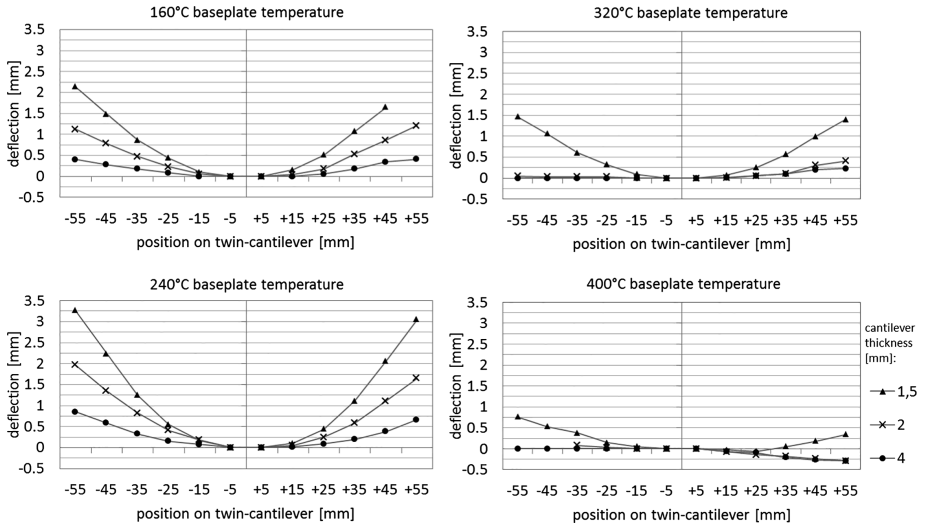 160°C baseplate temperature
3.5
3
2.5
2
1.5
1
0.5
0
-0.5
deflection [mm]
-55 -45 -35 -25 -15 -5 +5 +15 +25 +35 +45 +55
position on twin-cantilever [mm]
320°C baseplate temperature
3.5
3
2.5
2
1.5
1
0.5
0
-0.5
deflection [mm]
-55 -45 -35 -25 -15 -5 +5 +15 +25 +35 +45 +55
position on twin-cantilever [mm]
240°C baseplate temperature
3.5
3
2.5
2
1.5
1
0.5
0
-0.5
deflection [mm]
-55 -45 -35 -25 -15 -5 +5 +15 +25 +35 +45 +55
position on twin-cantilever [mm]
400°C baseplate temperature
3.5
3
2.5
2
1.5
1
0.5
0
-0.5
deflection [mm]
-55 -45 -35 -25 -15 -5 +5 +15 +25 +35 +45 +55
position on twin-cantilever [mm]
cantilever
thickness
[mm]:
1,5
2
4